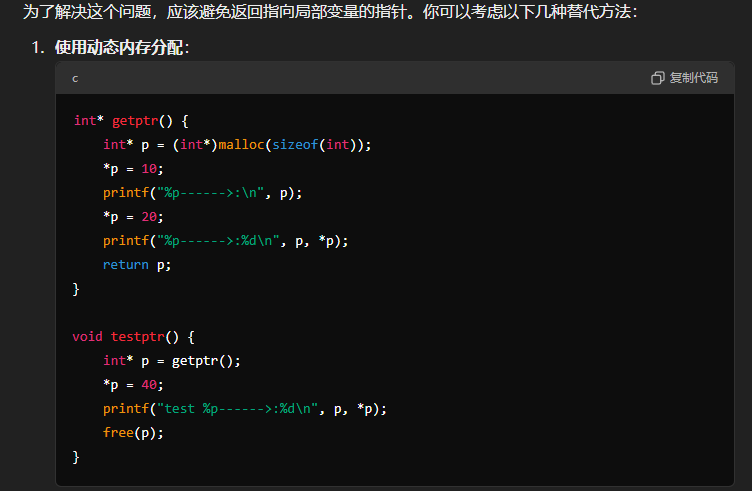 为了解决这个问题，应该避免返回指向局部变量的指针。你可以考虑以下几种替代方法：
1. 使用动态内存分配：
c 复制代码
int* getptr() {
    int* p = (int*)malloc(sizeof(int));
    *p = 10;
    printf("%p------>:\n", p);
    *p = 20;
    printf("%p------>:%d\n", p, *p);
    return p;
}

void testptr() {
    int* p = getptr();
    *p = 40;
    printf("test %p------>:%d\n", p, *p);
    free(p);
}